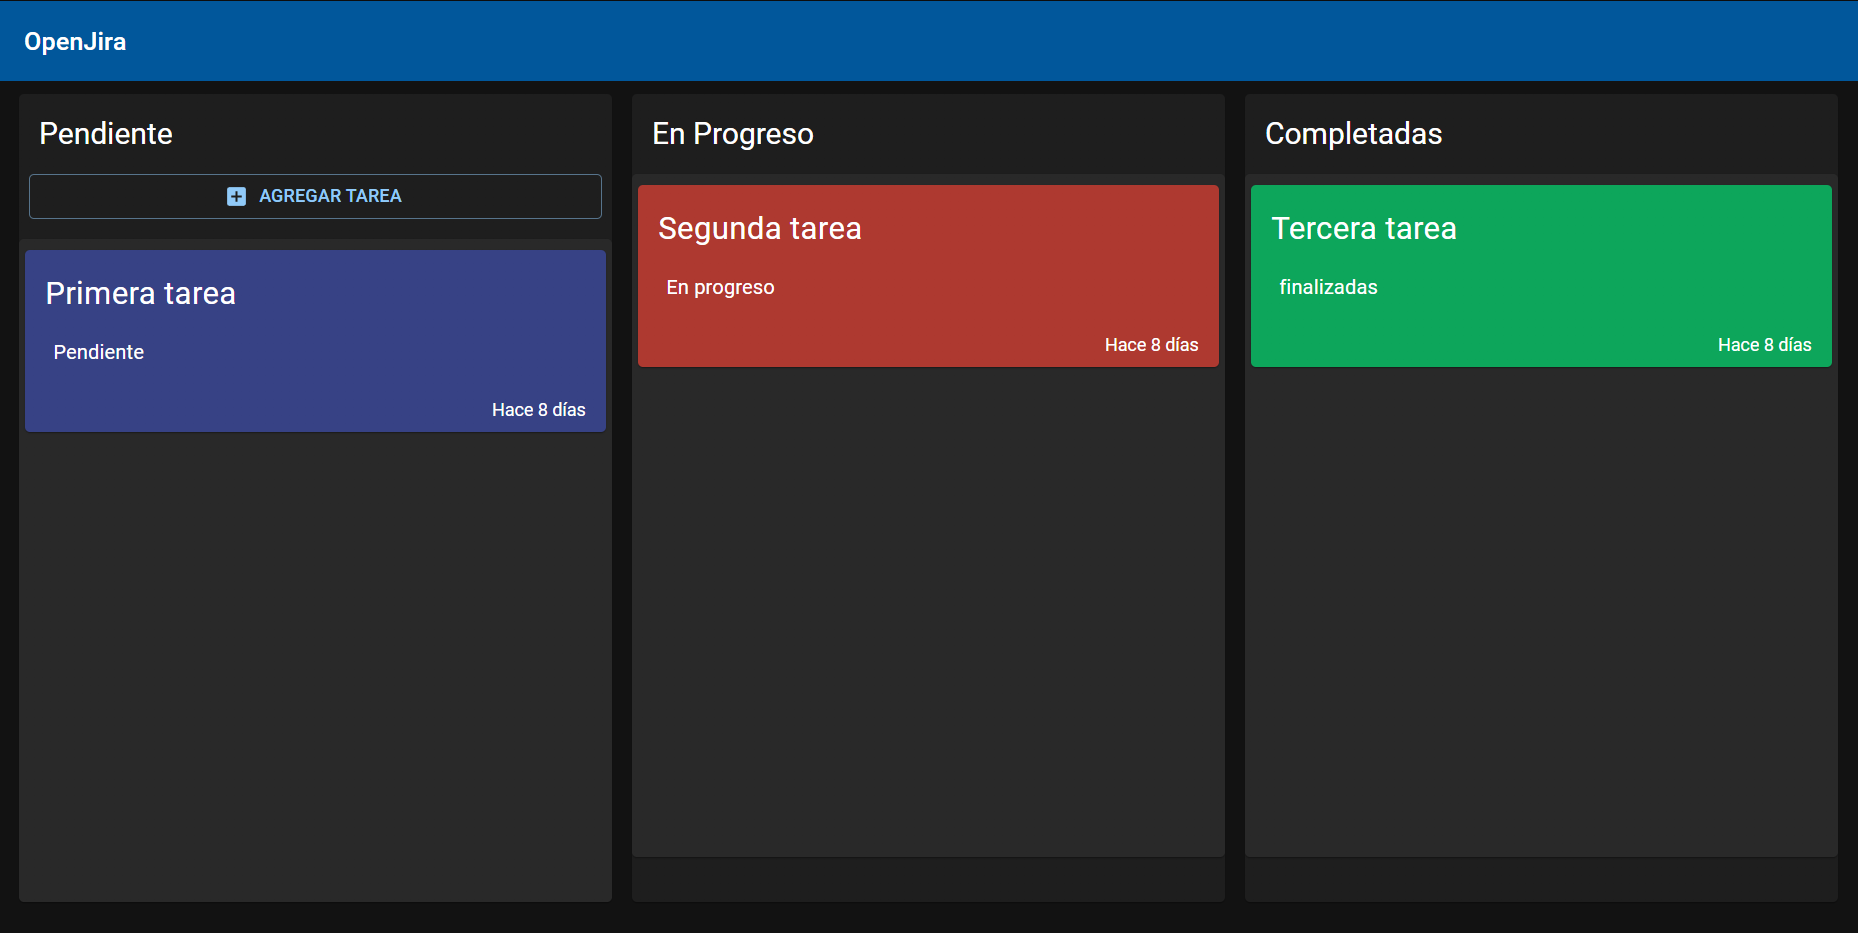 OpenJira
Pendiente
AGREGAR TAREA
Primera tarea
Pendiente
Hace 8 días
En Progreso
Segunda tarea
En progreso
Hace 8 días
Completadas
Tercera tarea
finalizadas
Hace 8 días